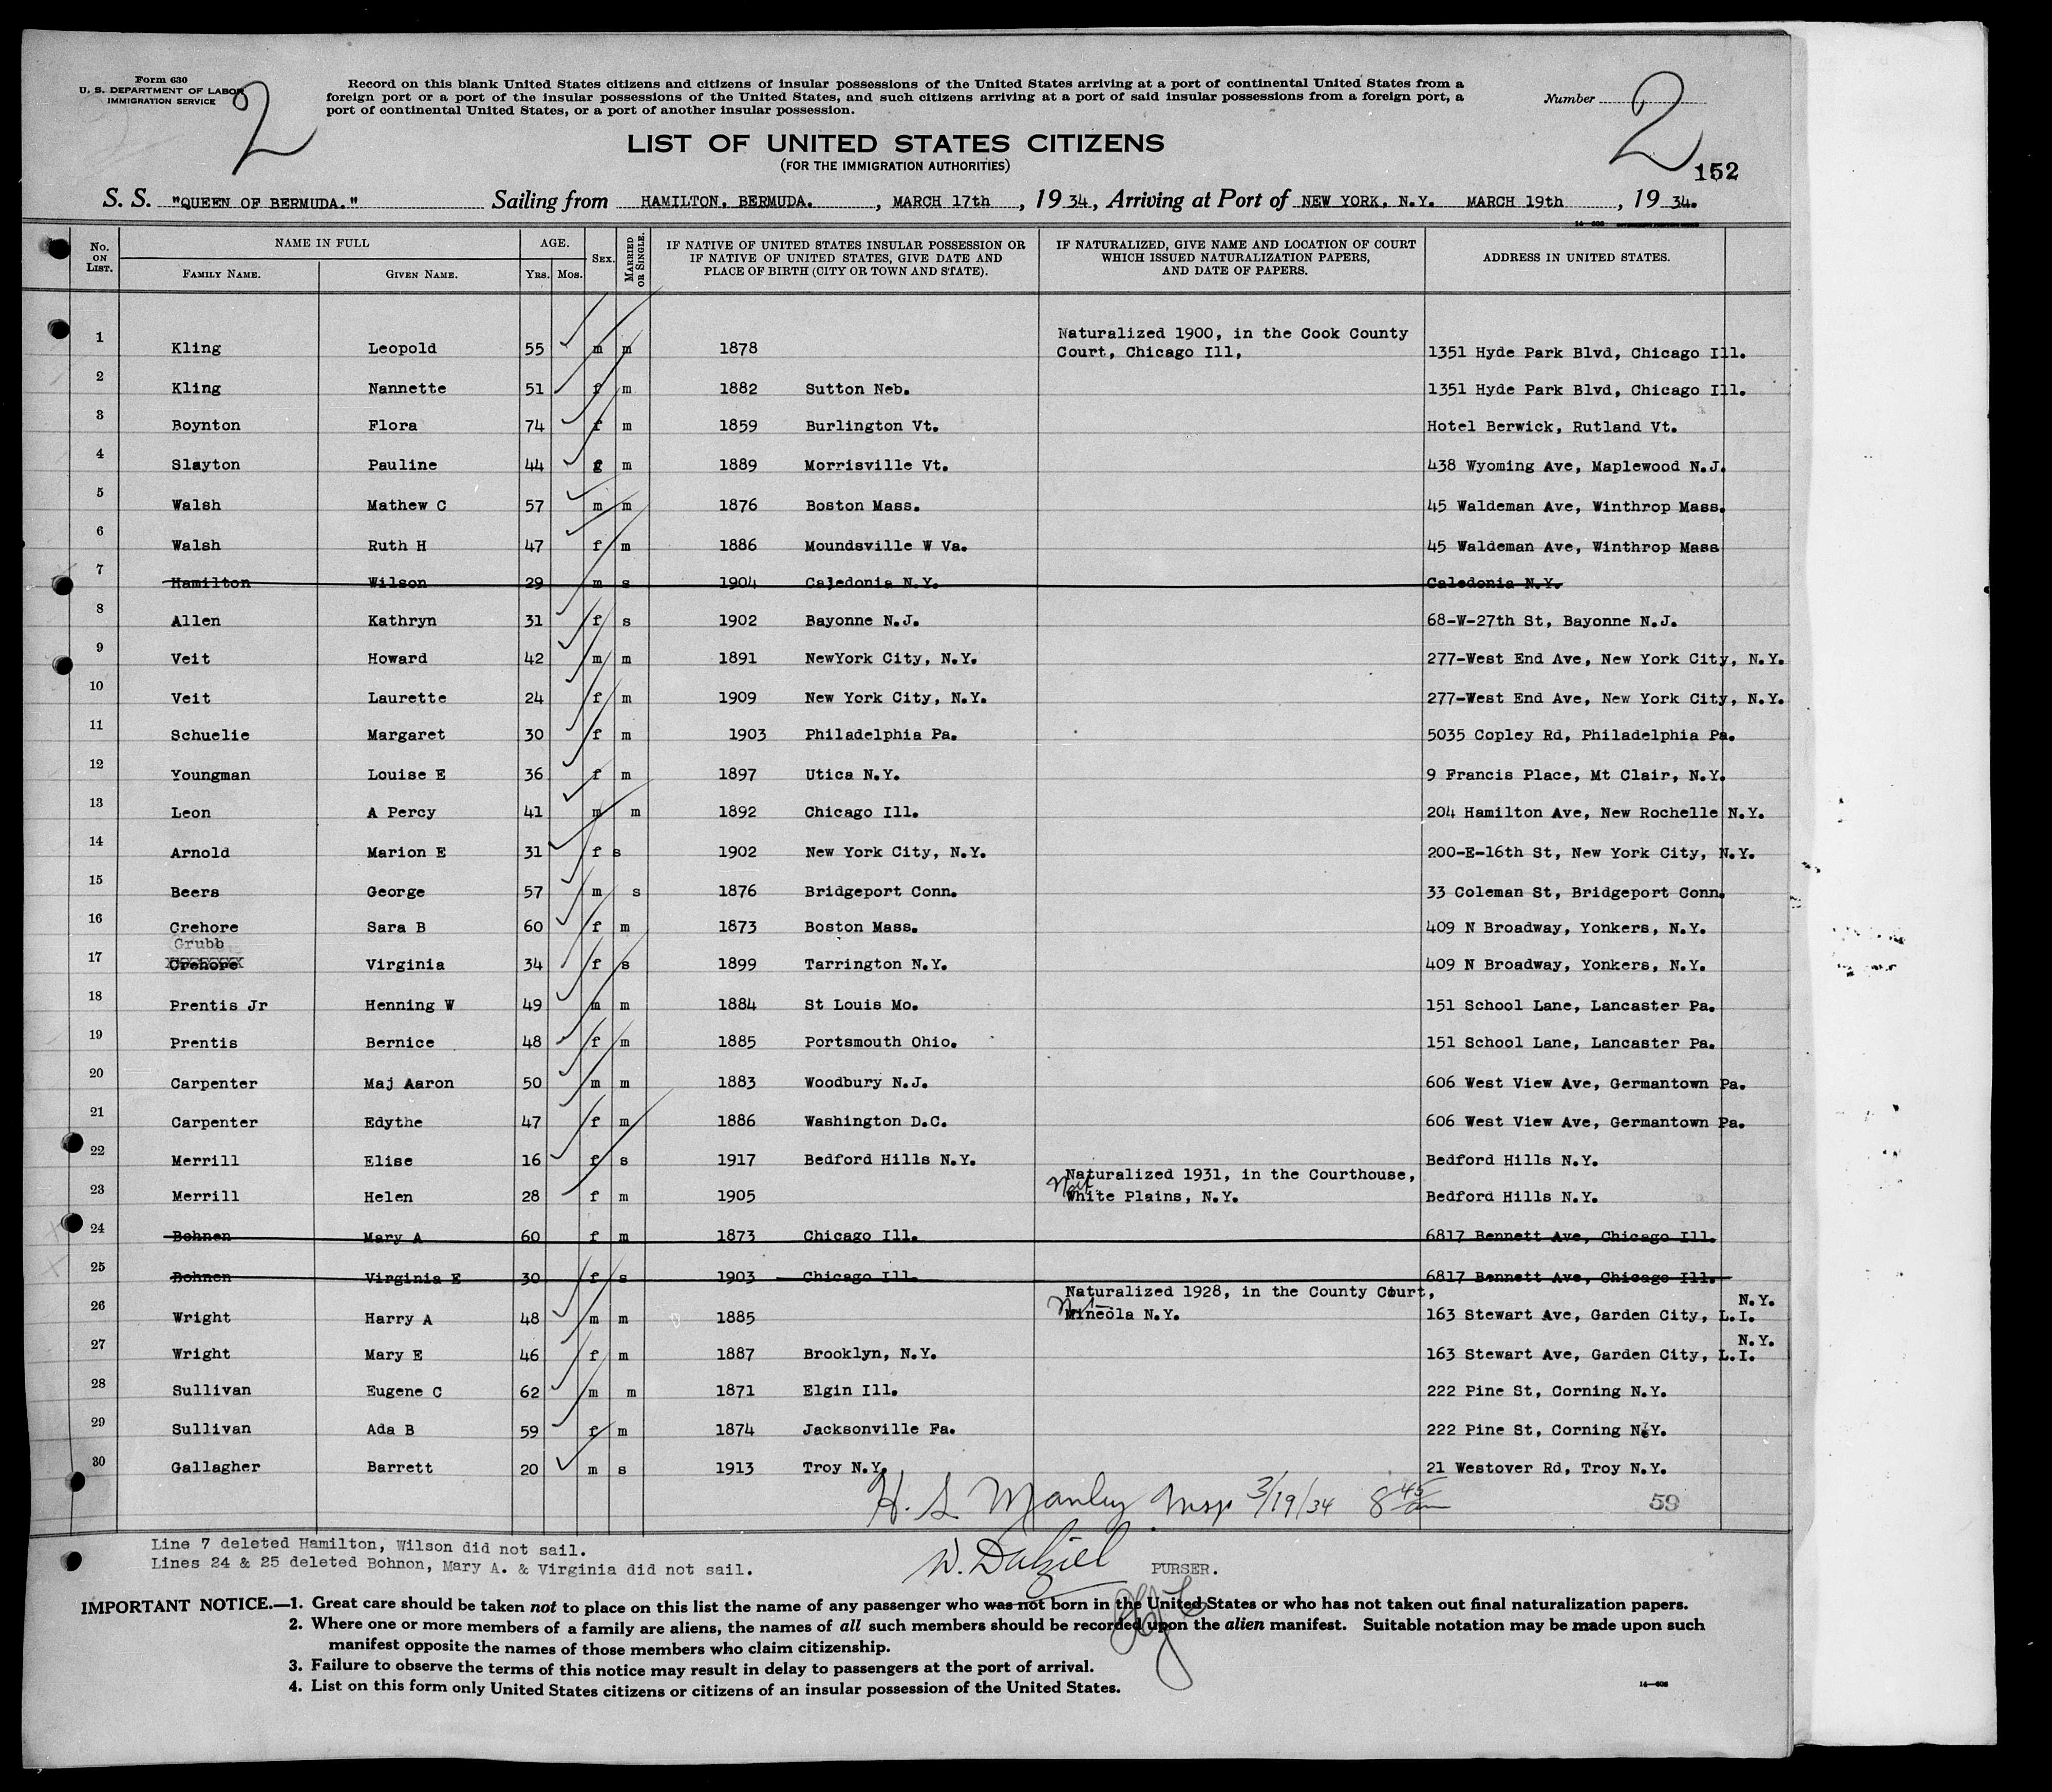 Form 630
U. S. DEPARTMENT OF LABOR
IMMIGRATION SERVICE
2
Record on this blank United States citizens and citizens of insular possessions of the United States arriving at a port of continental United States from a
foreign port or a port of the insular possessions of the United States, and such citizens arriving at a port of said insular possessions from a foreign port, a
port of continental United States, or a port of another insular possession.
Number 2
152
LIST OF UNITED STATES CITIZENS
(FOR THE IMMIGRATION AUTHORITIES)
S. S. "QUEEN OF BERMUDA." Sailing from HAMILTON, BERMUDA. , MARCH 17th , 19 34, Arriving at Port of NEW YORK, N.Y. MARCH 19th , 19 34.
No. ON LIST. NAME IN FULL FAMILY NAME. GIVEN NAME. AGE. Yrs. Mos. SEX. MARRIED OR SINGLE. IF NATIVE OF UNITED STATES INSULAR POSSESSION OR IF NATIVE OF UNITED STATES, GIVE DATE AND PLACE OF BIRTH (CITY OR TOWN AND STATE). IF NATURALIZED, GIVE NAME AND LOCATION OF COURT WHICH ISSUED NATURALIZATION PAPERS, AND DATE OF PAPERS. ADDRESS IN UNITED STATES.
1 Kling Leopold 55 m m 1878 Naturalized 1900, in the Cook County Court, Chicago Ill, 1351 Hyde Park Blvd, Chicago Ill.
2 Kling Nannette 51 f m 1882 Sutton Neb. 1351 Hyde Park Blvd, Chicago Ill.
3 Boynton Flora 74 f m 1859 Burlington Vt. Hotel Berwick, Rutland Vt.
4 Slayton Pauline 44 f m 1889 Morrisville Vt. 438 Wyoming Ave, Maplewood N.J.
5 Walsh Mathew C 57 m m 1876 Boston Mass. 45 Waldeman Ave, Winthrop Mass.
6 Walsh Ruth H 47 f m 1886 Moundsville W Va. 45 Waldeman Ave, Winthrop Mass
7 Hamilton Wilson 29 m s 1904 Caledonia N.Y. Caledonia N.Y.
8 Allen Kathryn 31 f s 1902 Bayonne N.J. 68-W-27th St, Bayonne N.J.
9 Veit Howard 42 m m 1891 NewYork City, N.Y. 277-West End Ave, New York City, N.Y.
10 Veit Laurette 24 f m 1909 New York City, N.Y. 277-West End Ave, New York City, N.Y.
11 Schuelie Margaret 30 f m 1903 Philadelphia Pa. 5035 Copley Rd, Philadelphia Pa.
12 Youngman Louise E 36 f m 1897 Utica N.Y. 9 Francis Place, Mt Clair, N.Y.
13 Leon A Percy 41 m m 1892 Chicago Ill. 204 Hamilton Ave, New Rochelle N.Y.
14 Arnold Marion E 31 f s 1902 New York City, N.Y. 200-E-16th St, New York City, N.Y.
15 Beers George 57 m s 1876 Bridgeport Conn. 33 Coleman St, Bridgeport Conn.
16 Crehore Sara B 60 f m 1873 Boston Mass. 409 N Broadway, Yonkers, N.Y.
Grubb
17 Crehore Virginia 34 f s 1899 Tarrington N.Y. 409 N Broadway, Yonkers, N.Y.
18 Prentis Jr Henning W 49 m m 1884 St Louis Mo. 151 School Lane, Lancaster Pa.
19 Prentis Bernice 48 f m 1885 Portsmouth Ohio. 151 School Lane, Lancaster Pa.
20 Carpenter Maj Aaron 50 m m 1883 Woodbury N.J. 606 West View Ave, Germantown Pa.
21 Carpenter Edythe 47 f m 1886 Washington D.C. 606 West View Ave, Germantown Pa.
22 Merrill Elise 16 f s 1917 Bedford Hills N.Y. Bedford Hills N.Y.
23 Merrill Helen 28 f m 1905 Naturalized 1931, in the Courthouse, White Plains, N.Y. Bedford Hills N.Y.
24 Bohnen Mary A 60 f m 1873 Chicago Ill. 6817 Bennett Ave, Chicago Ill.
25 Bohnen Virginia E 30 f s 1903 Chicago Ill. 6817 Bennett Ave, Chicago Ill.
26 Wright Harry A 48 m m 1885 Naturalized 1928, in the County Court, Mineola N.Y. 163 Stewart Ave, Garden City, L.I. N.Y.
27 Wright Mary E 46 f m 1887 Brooklyn, N.Y. 163 Stewart Ave, Garden City, L.I. N.Y.
28 Sullivan Eugene C 62 m m 1871 Elgin Ill. 222 Pine St, Corning N.Y.
29 Sullivan Ada B 59 f m 1874 Jacksonville Fa. 222 Pine St, Corning N.Y.
30 Gallagher Barrett 20 m s 1913 Troy N.Y. 21 Westover Rd, Troy N.Y.
H. S. Manley Insp 3/19/34 8 45 am
59
Line 7 deleted Hamilton, Wilson did not sail.
Lines 24 & 25 deleted Bohnon, Mary A. & Virginia did not sail.
W. Dalziel PURSER.
IMPORTANT NOTICE.—1. Great care should be taken not to place on this list the name of any passenger who was not born in the United States or who has not taken out final naturalization papers.
2. Where one or more members of a family are aliens, the names of all such members should be recorded upon the alien manifest. Suitable notation may be made upon such
manifest opposite the names of those members who claim citizenship.
3. Failure to observe the terms of this notice may result in delay to passengers at the port of arrival.
4. List on this form only United States citizens or citizens of an insular possession of the United States.